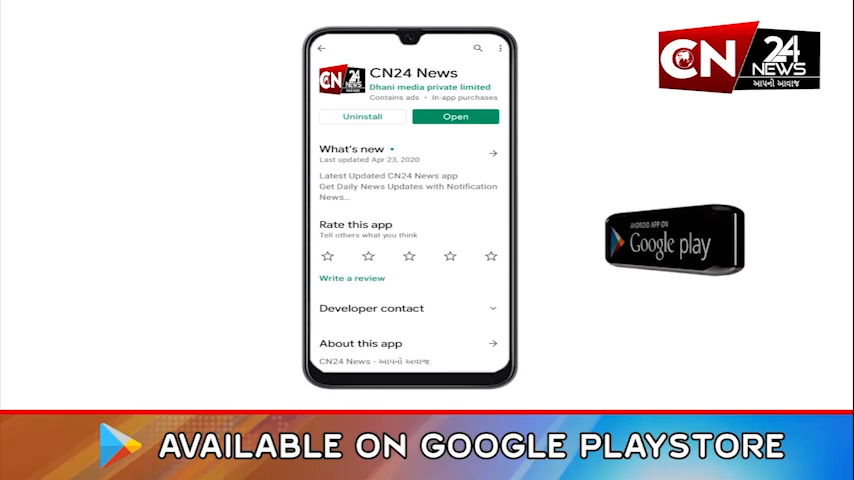 CN24 News
Dhani media private limited
Contains ads • In-app purchases
Uninstall
Open
What's new •
Last updated Apr 23, 2020
Latest Updated CN24 News app
Get Daily News Updates with Notification
News...
Rate this app
Tell others what you think
Write a review
Developer contact
About this app
CN24 News - આપનો અવાજ
CN 24
NEWS
આપનો અવાજ
ANDROID APP ON
Google play
AVAILABLE ON GOOGLE PLAYSTORE